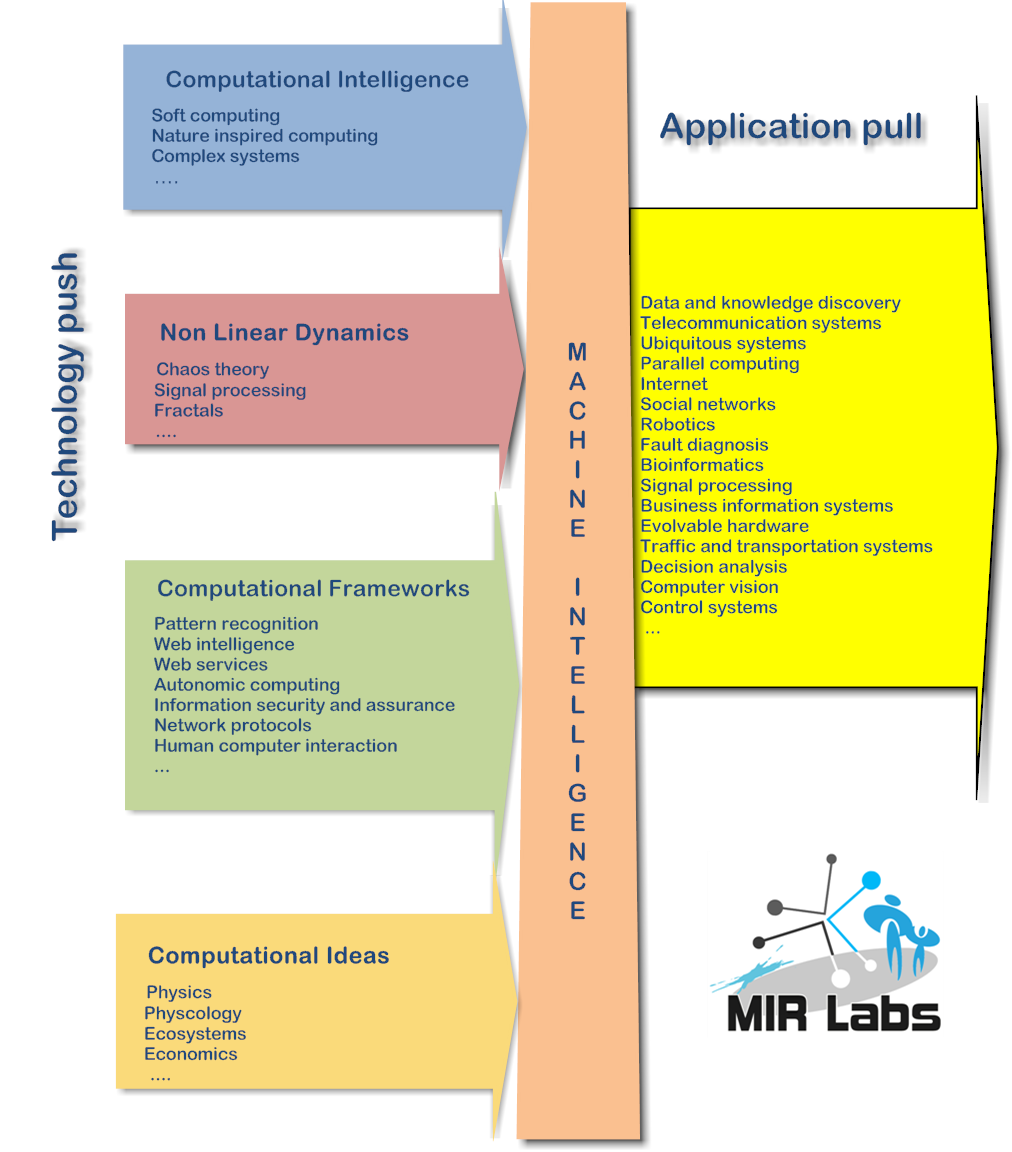 Technology push
Computational Intelligence
Soft computing
Nature inspired computing
Complex systems
....
Non Linear Dynamics
Chaos theory
Signal processing
Fractals
....
Computational Frameworks
Pattern recognition
Web intelligence
Web services
Autonomic computing
Information security and assurance
Network protocols
Human computer interaction
...
Computational Ideas
Physics
Physcology
Ecosystems
Economics
....
MACHINE INTELLIGENCE
Application pull
Data and knowledge discovery
Telecommunication systems
Ubiquitous systems
Parallel computing
Internet
Social networks
Robotics
Fault diagnosis
Bioinformatics
Signal processing
Business information systems
Evolvable hardware
Traffic and transportation systems
Decision analysis
Computer vision
Control systems
...
MIR Labs